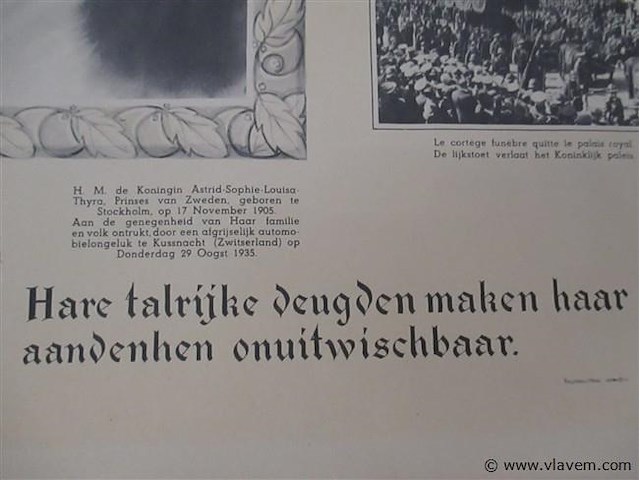 Le cortège funèbre quitte le palais royal
De lijkstoet verlaat het Koninklijk paleis
H. M. de Koningin Astrid-Sophie-Louisa-
Thyra, Prinses van Zweden, geboren te
Stockholm, op 17 November 1905.
Aan de genegenheid van Haar familie
en volk ontrukt, door een afgrijselijk automo-
bielongeluk te Kussnacht (Zwitserland) op
Donderdag 29 Oogst 1935.
Hare talrijke deugden maken haar
aandenken onuitwischbaar.
© www.vlavem.com